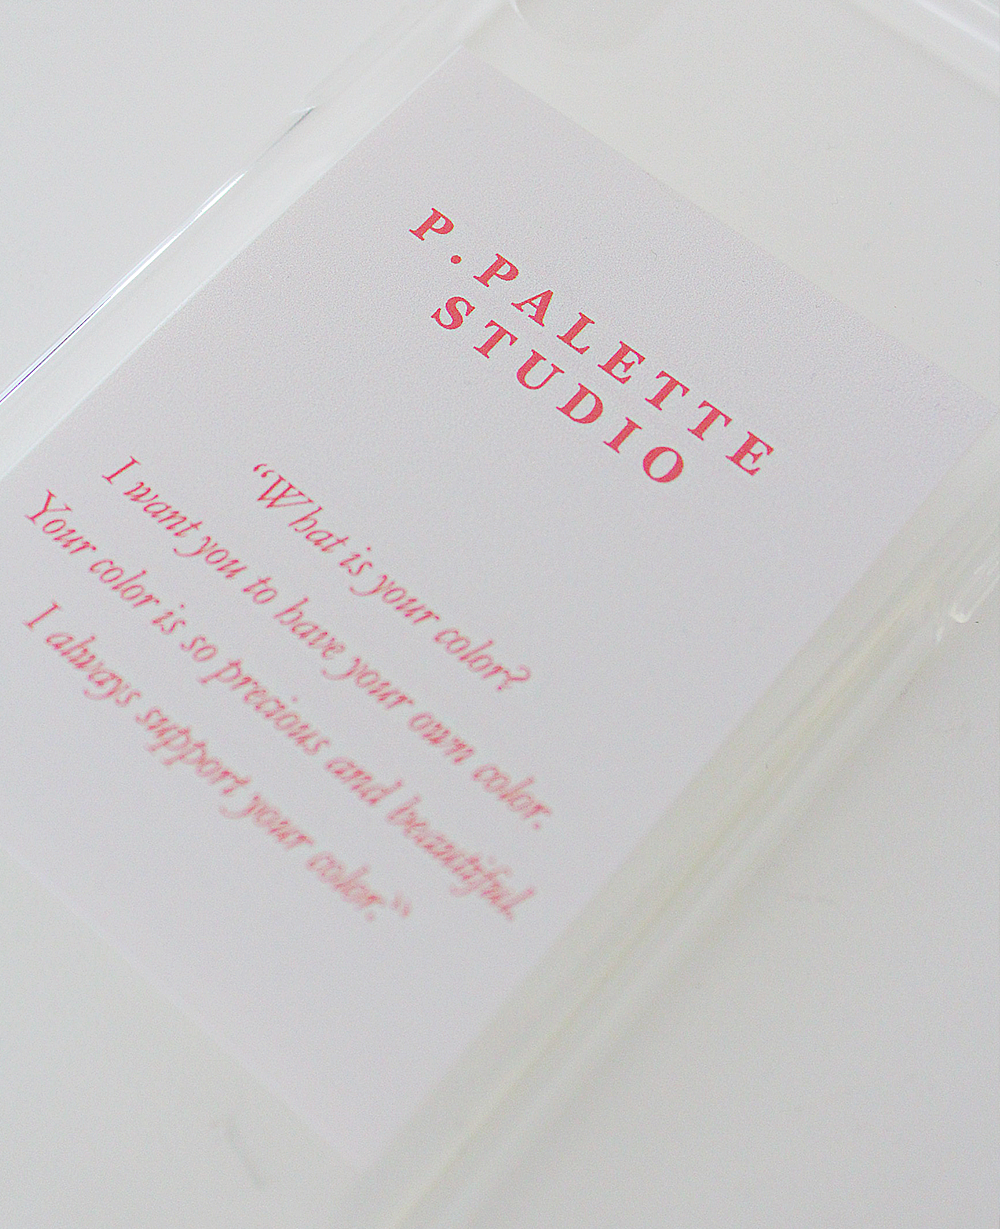 P.PALETTE
STUDIO
“What is your color?
I want you to have your own color.
Your color is so precious and beautiful.
I always support your color.”